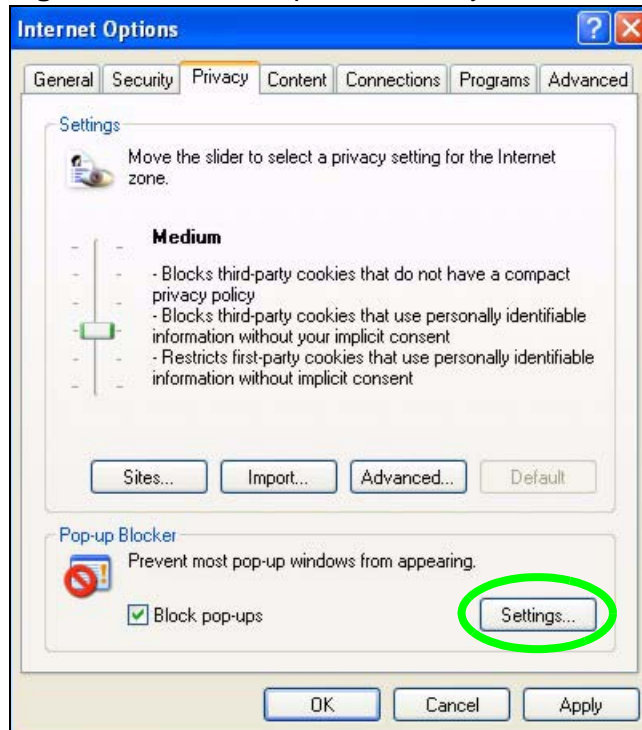 Internet Options
General Security Privacy Content Connections Programs Advanced
Settings
Move the slider to select a privacy setting for the Internet
zone.
Medium
- Blocks third-party cookies that do not have a compact
privacy policy
- Blocks third-party cookies that use personally identifiable
information without your implicit consent
- Restricts first-party cookies that use personally identifiable
information without implicit consent
Sites... Import... Advanced... Default
Pop-up Blocker
Prevent most pop-up windows from appearing.
Block pop-ups
Settings...
OK Cancel Apply